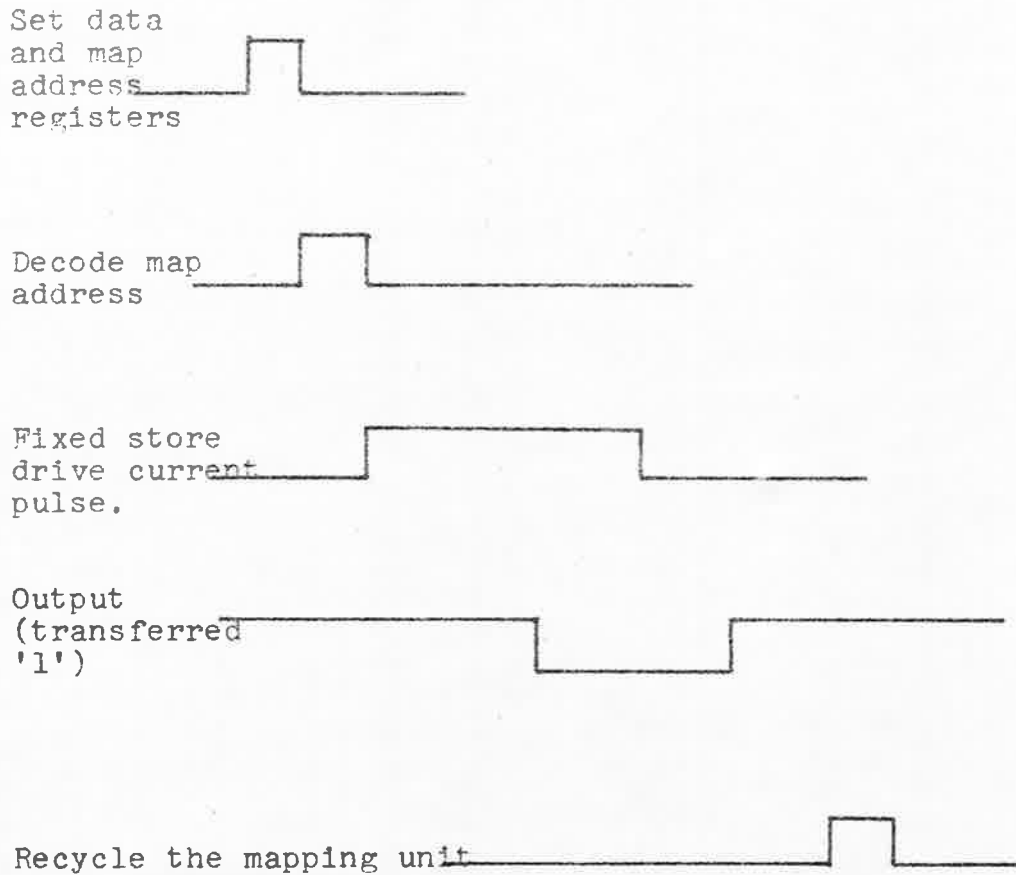 Set data
and map
address
registers
Decode map
address
Fixed store
drive current
pulse.
Output
(transferred
'1')
Recycle the mapping unit